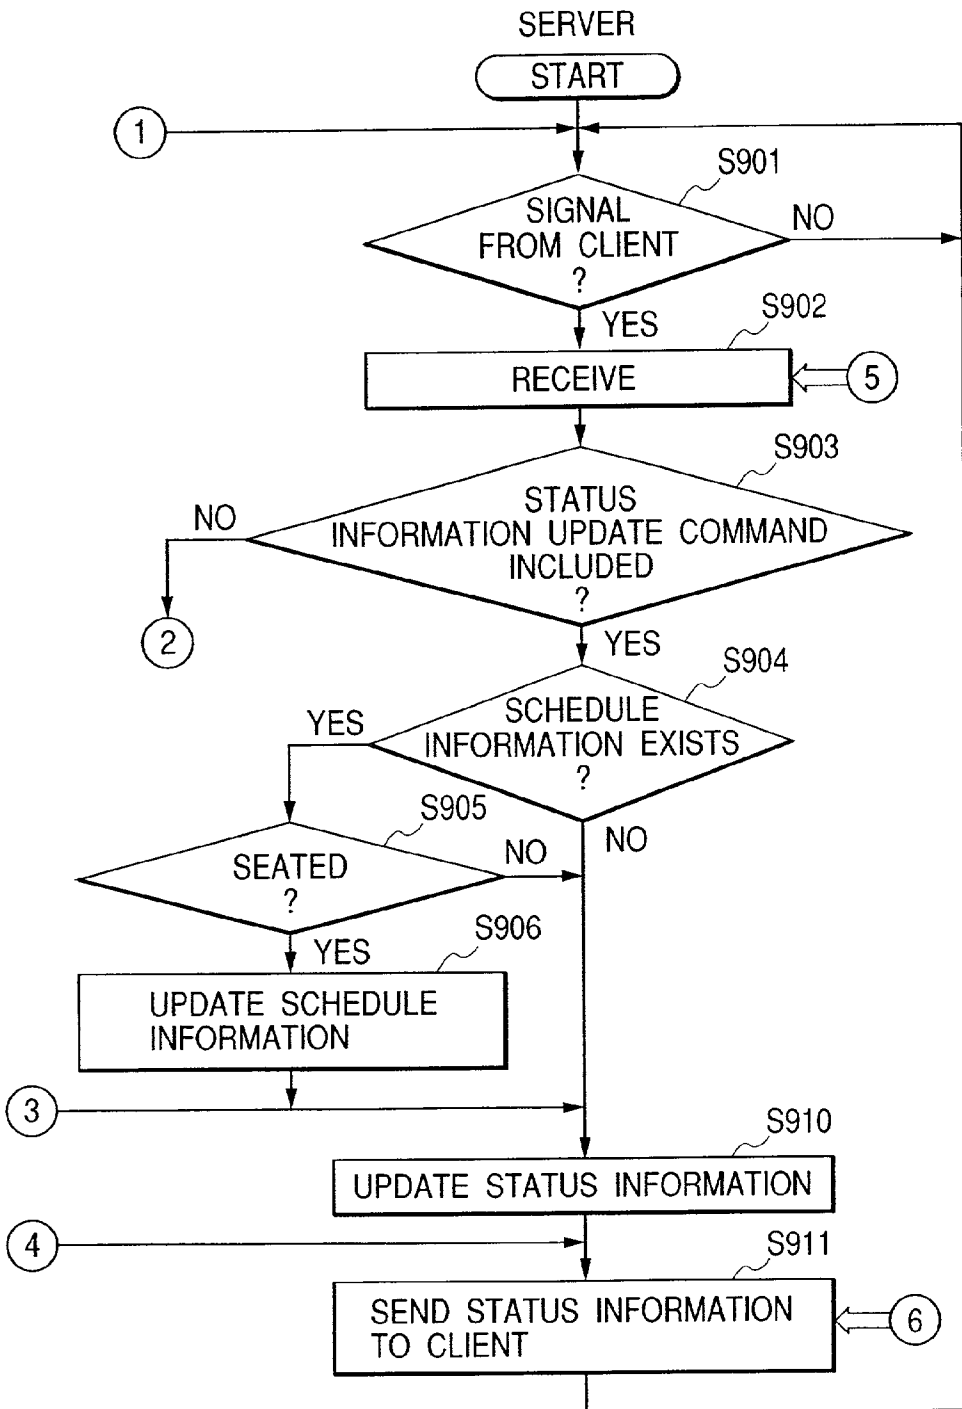 SERVER
START
1
S901
SIGNAL
FROM CLIENT
?
NO
YES
S902
RECEIVE
5
S903
STATUS
INFORMATION UPDATE COMMAND
INCLUDED
?
NO
2
YES
S904
SCHEDULE
INFORMATION EXISTS
?
YES
NO
S905
SEATED
?
NO
YES
S906
UPDATE SCHEDULE
INFORMATION
3
S910
UPDATE STATUS INFORMATION
4
S911
SEND STATUS INFORMATION
TO CLIENT
6